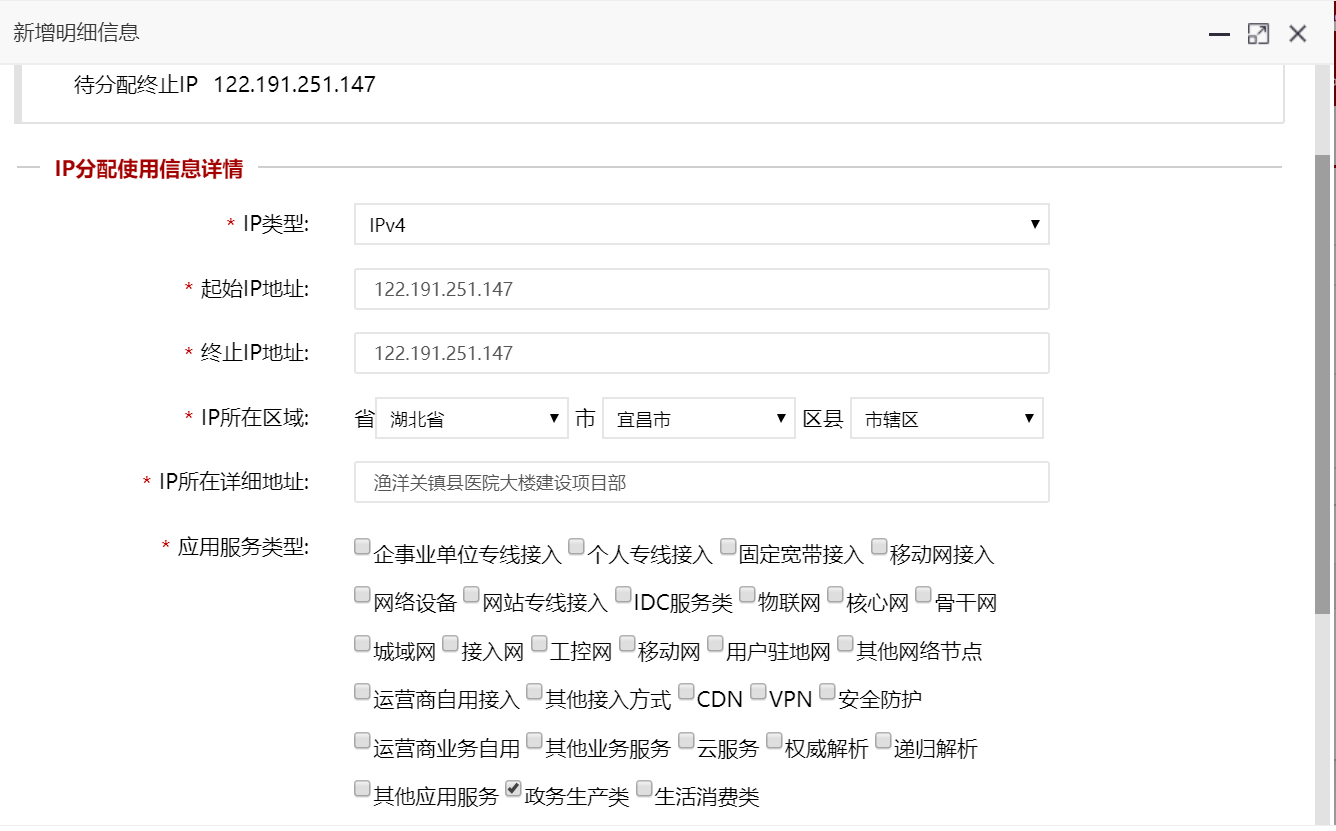 新增明细信息
待分配终止IP 122.191.251.147
IP分配使用信息详情
* IP类型: IPv4
* 起始IP地址: 122.191.251.147
* 终止IP地址: 122.191.251.147
* IP所在区域: 省 湖北省 市 宜昌市 区县 市辖区
* IP所在详细地址: 渔洋关镇县医院大楼建设项目部
* 应用服务类型: 企事业单位专线接入 个人专线接入 固定宽带接入 移动网接入
网络设备 网站专线接入 IDC服务类 物联网 核心网 骨干网
城域网 接入网 工控网 移动网 用户驻地网 其他网络节点
运营商自用接入 其他接入方式 CDN VPN 安全防护
运营商业务自用 其他业务服务 云服务 权威解析 递归解析
其他应用服务 政务生产类 生活消费类